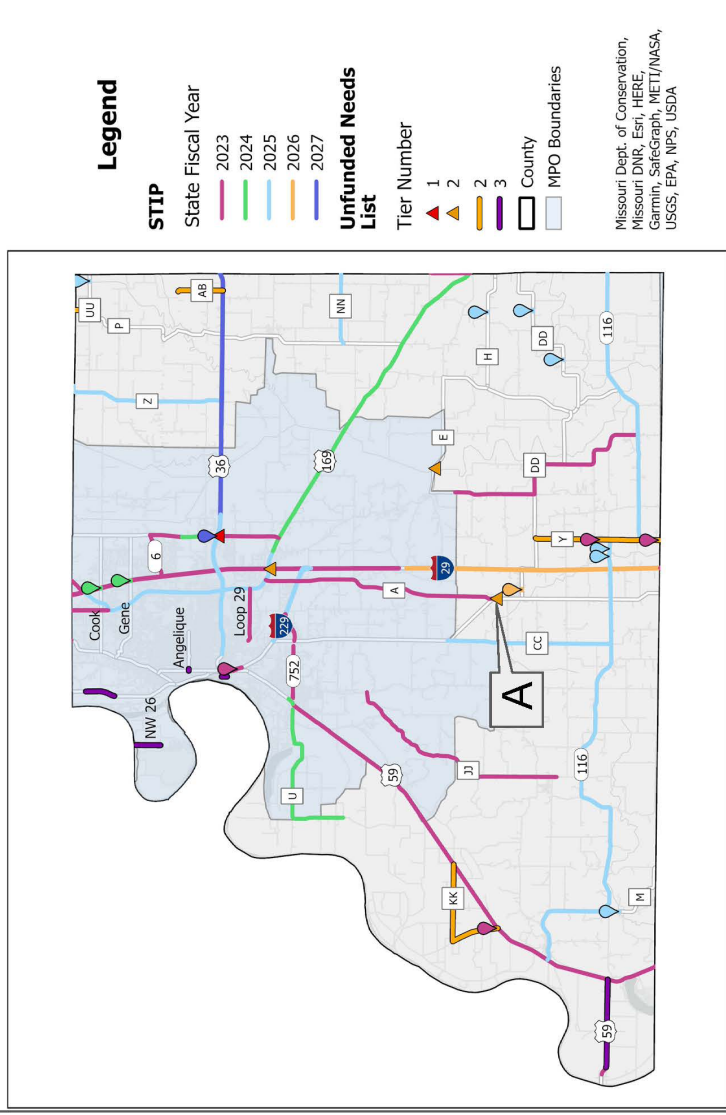 Legend
STIP
State Fiscal Year
2023
2024
2025
2026
2027
Unfunded Needs
List
Tier Number
1
2
2
3
County
MPO Boundaries
Missouri Dept. of Conservation,
Missouri DNR, Esri, HERE,
Garmin, SafeGraph, METI/NASA,
USGS, EPA, NPS, USDA
UU
P
AB
Z
NN
36
169
116
H
DD
E
DD
6
Y
Cook
Gene
29
A
Angelique
Loop 29
229
752
CC
A
NW 26
U
59
JJ
116
KK
M
59